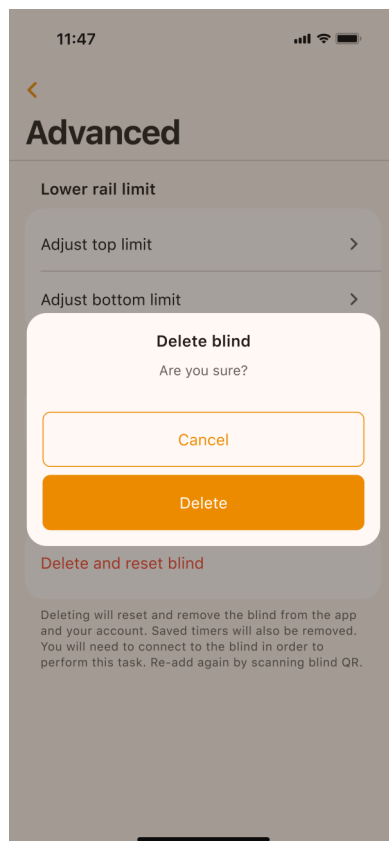 11:47
Advanced
Lower rail limit
Adjust top limit
Adjust bottom limit
Delete blind
Are you sure?
Cancel
Delete
Delete and reset blind
Deleting will reset and remove the blind from the app
and your account. Saved timers will also be removed.
You will need to connect to the blind in order to
perform this task. Re-add again by scanning blind QR.